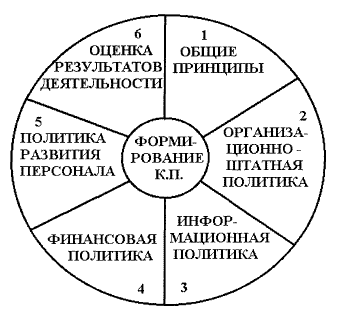 1
ОБЩИЕ
ПРИНЦИПЫ
2
ОРГАНИЗА-
ЦИОННО -
ШТАТНАЯ
ПОЛИТИКА
ИНФОР-
МАЦИОННАЯ
ПОЛИТИКА
3
ФИНАНСОВАЯ
ПОЛИТИКА
4
5
ПОЛИТИКА
РАЗВИТИЯ
ПЕРСОНАЛА
6
ОЦЕНКА
РЕЗУЛЬТАТОВ
ДЕЯТЕЛЬНОСТИ
ФОРМИ-
РОВАНИЕ
К.П.